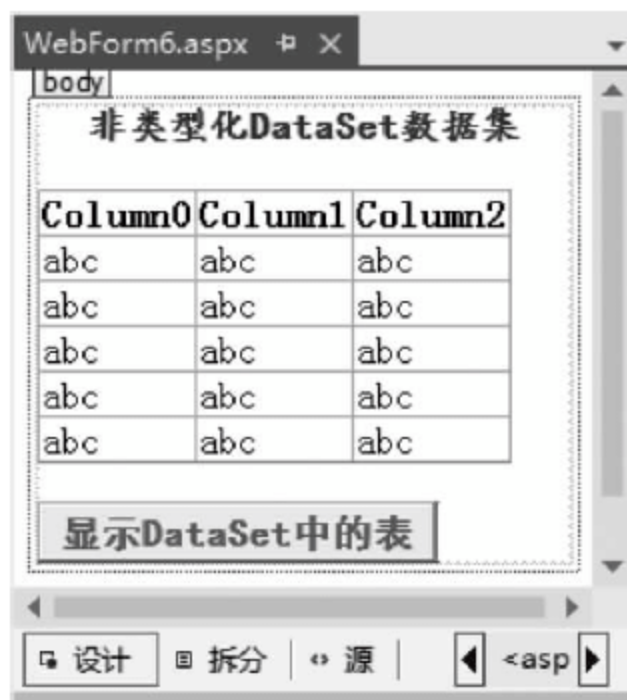 WebForm6.aspx
body
非类型化DataSet数据集
Column0 Column1 Column2
abc abc abc
abc abc abc
abc abc abc
abc abc abc
abc abc abc
显示DataSet中的表
设计 拆分 源 <asp